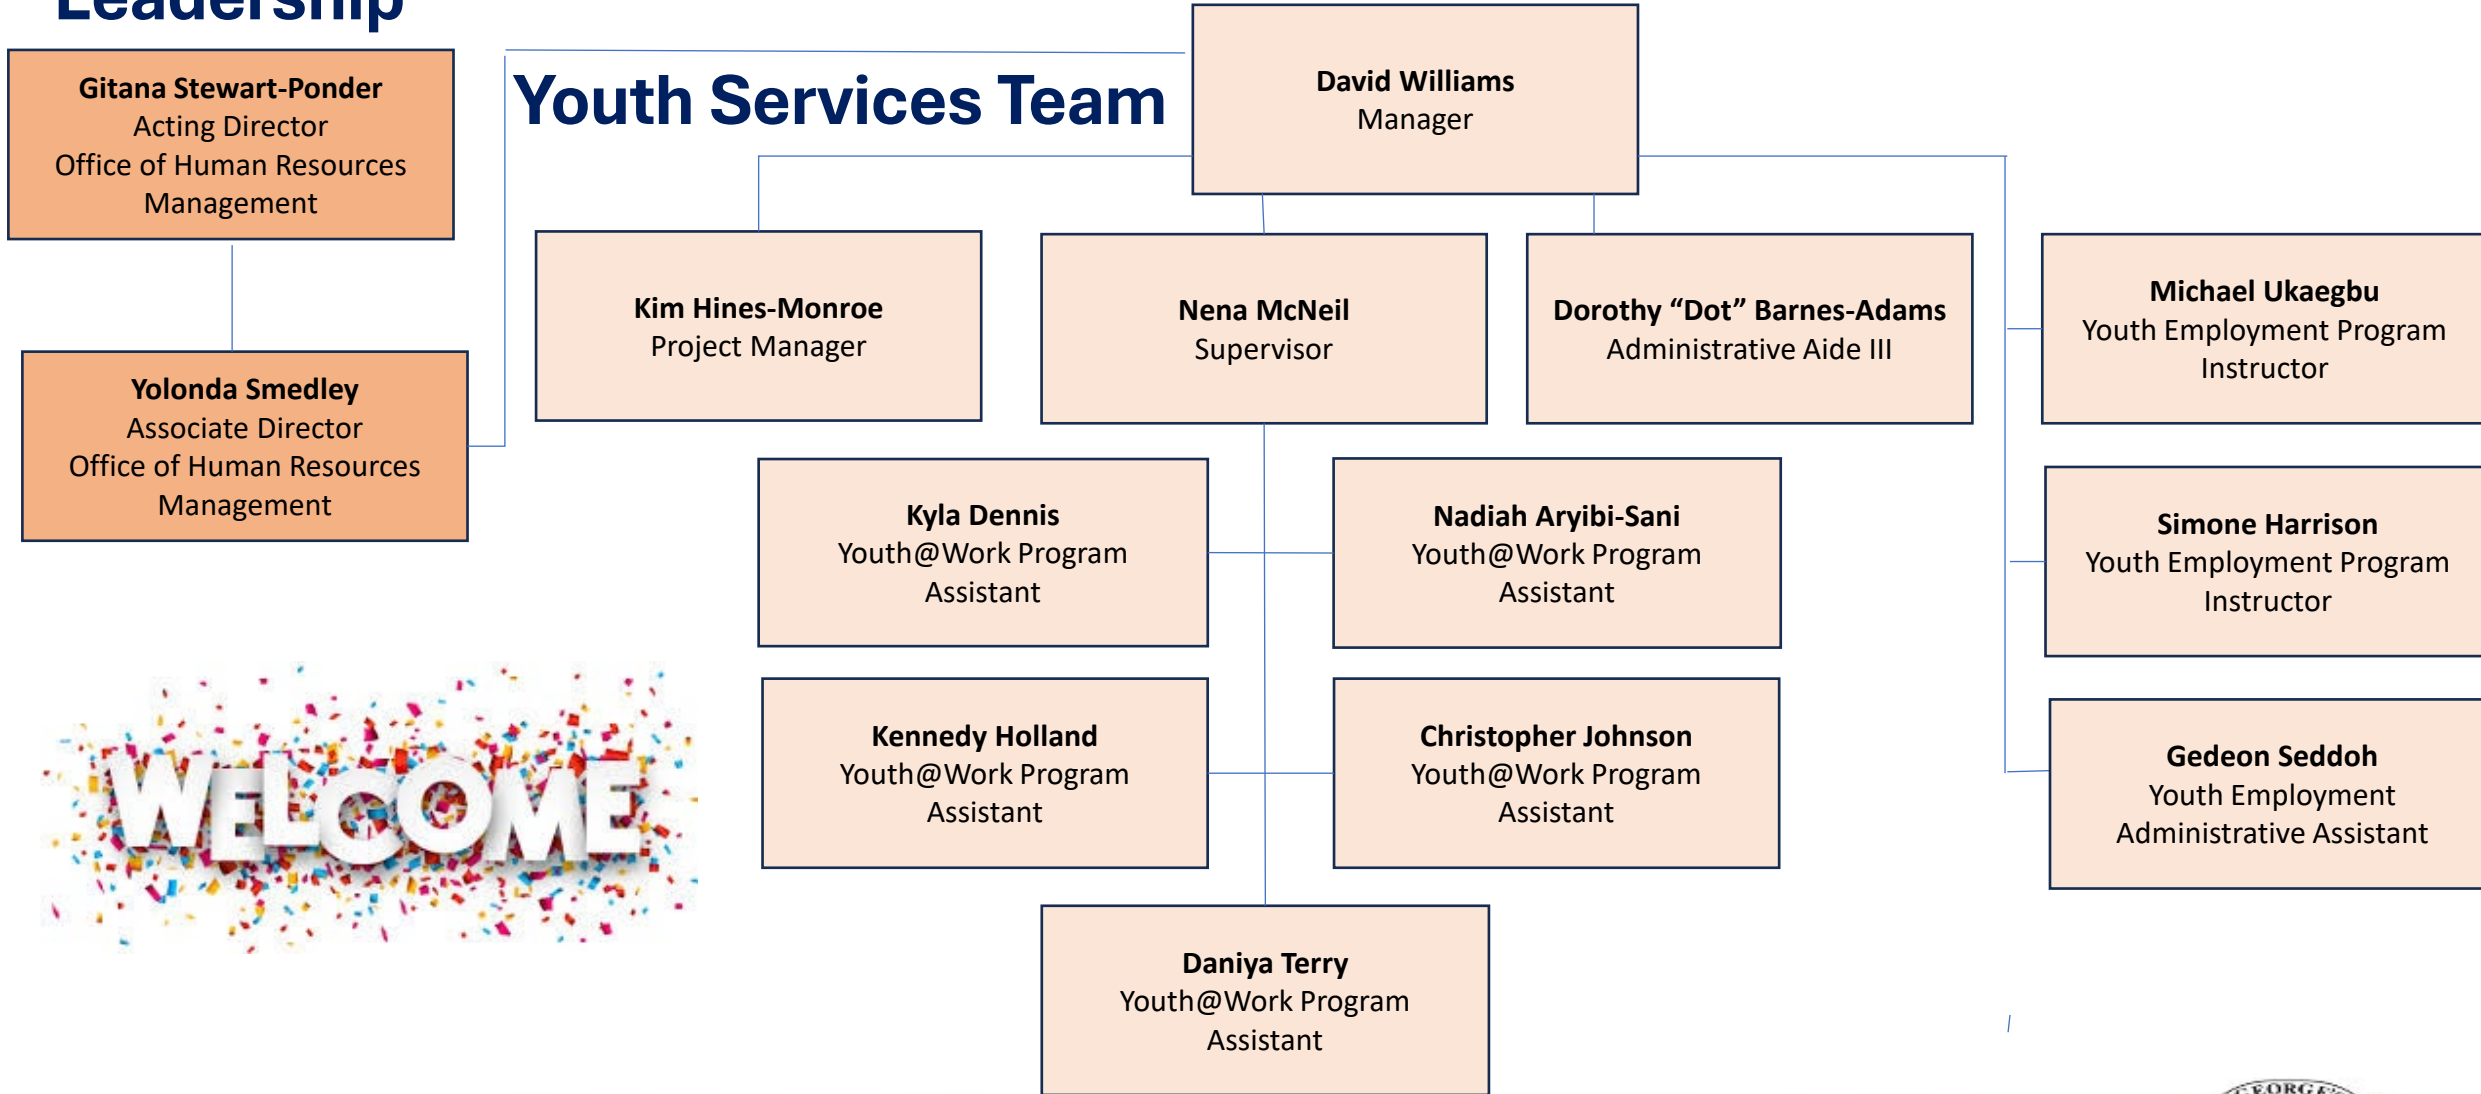 Leadership
Gitana Stewart-Ponder
Acting Director
Office of Human Resources
Management
Yolonda Smedley
Associate Director
Office of Human Resources
Management
Youth Services Team
David Williams
Manager
Kim Hines-Monroe
Project Manager
Nena McNeil
Supervisor
Dorothy “Dot” Barnes-Adams
Administrative Aide III
Michael Ukaegbu
Youth Employment Program
Instructor
Simone Harrison
Youth Employment Program
Instructor
Gedeon Seddoh
Youth Employment
Administrative Assistant
Kyla Dennis
Youth@Work Program
Assistant
Nadiah Aryibi-Sani
Youth@Work Program
Assistant
Kennedy Holland
Youth@Work Program
Assistant
Christopher Johnson
Youth@Work Program
Assistant
Daniya Terry
Youth@Work Program
Assistant
WELCOME